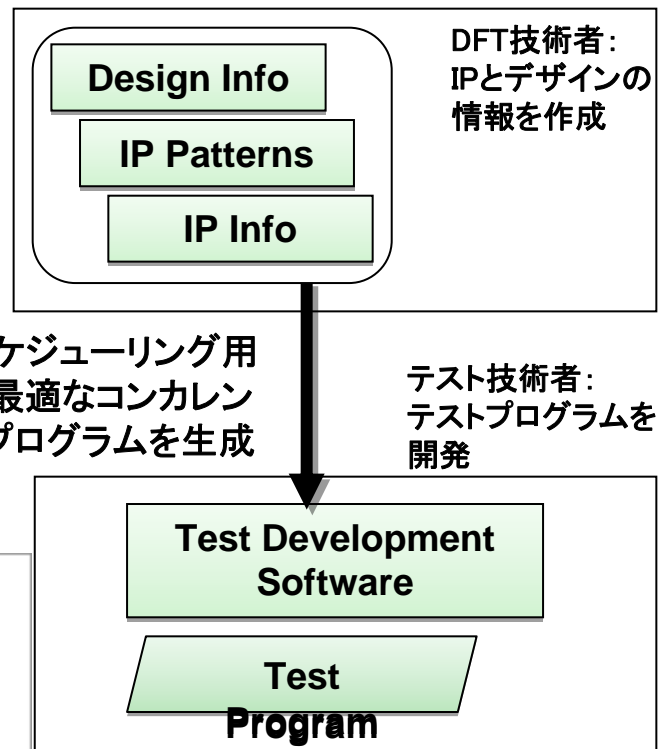 DFT技術者：
IPとデザインの
情報を作成
Design Info
IP Patterns
IP Info
ケジューリング用
最適なコンカレン
プログラムを生成
テスト技術者：
テストプログラムを
開発
Test Development
Software
Test
Program